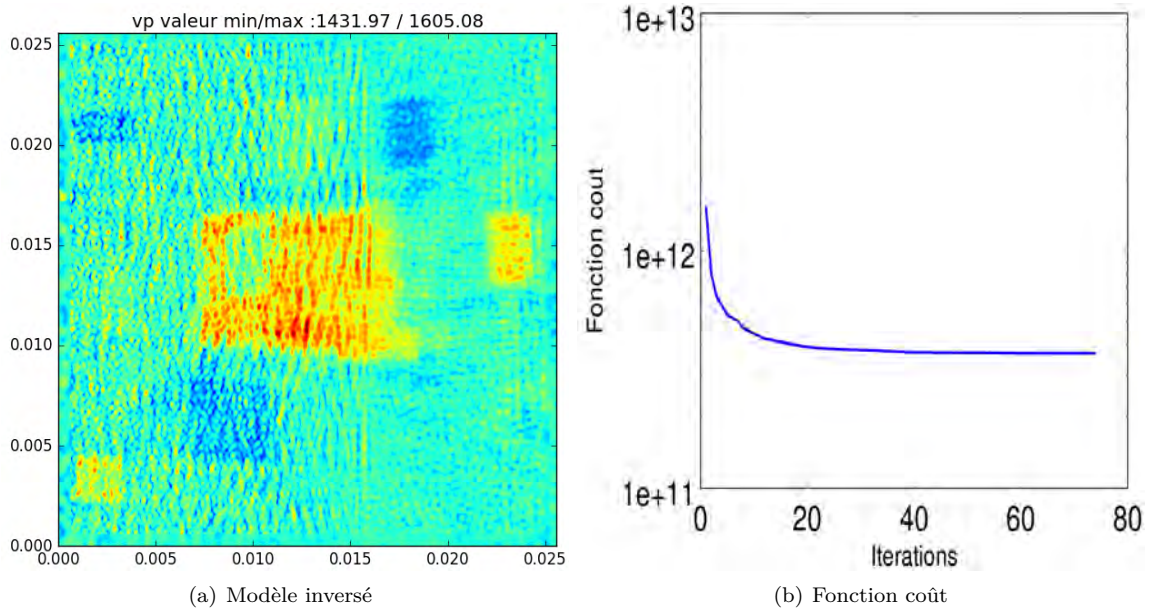 vp valeur min/max :1431.97 / 1605.08
0.025
0.020
0.015
0.010
0.005
0.000
0.000 0.005 0.010 0.015 0.020 0.025
(a) Modèle inversé
1e+13
1e+12
1e+11
Fonction cout
0 20 40 60 80
Iterations
(b) Fonction coût